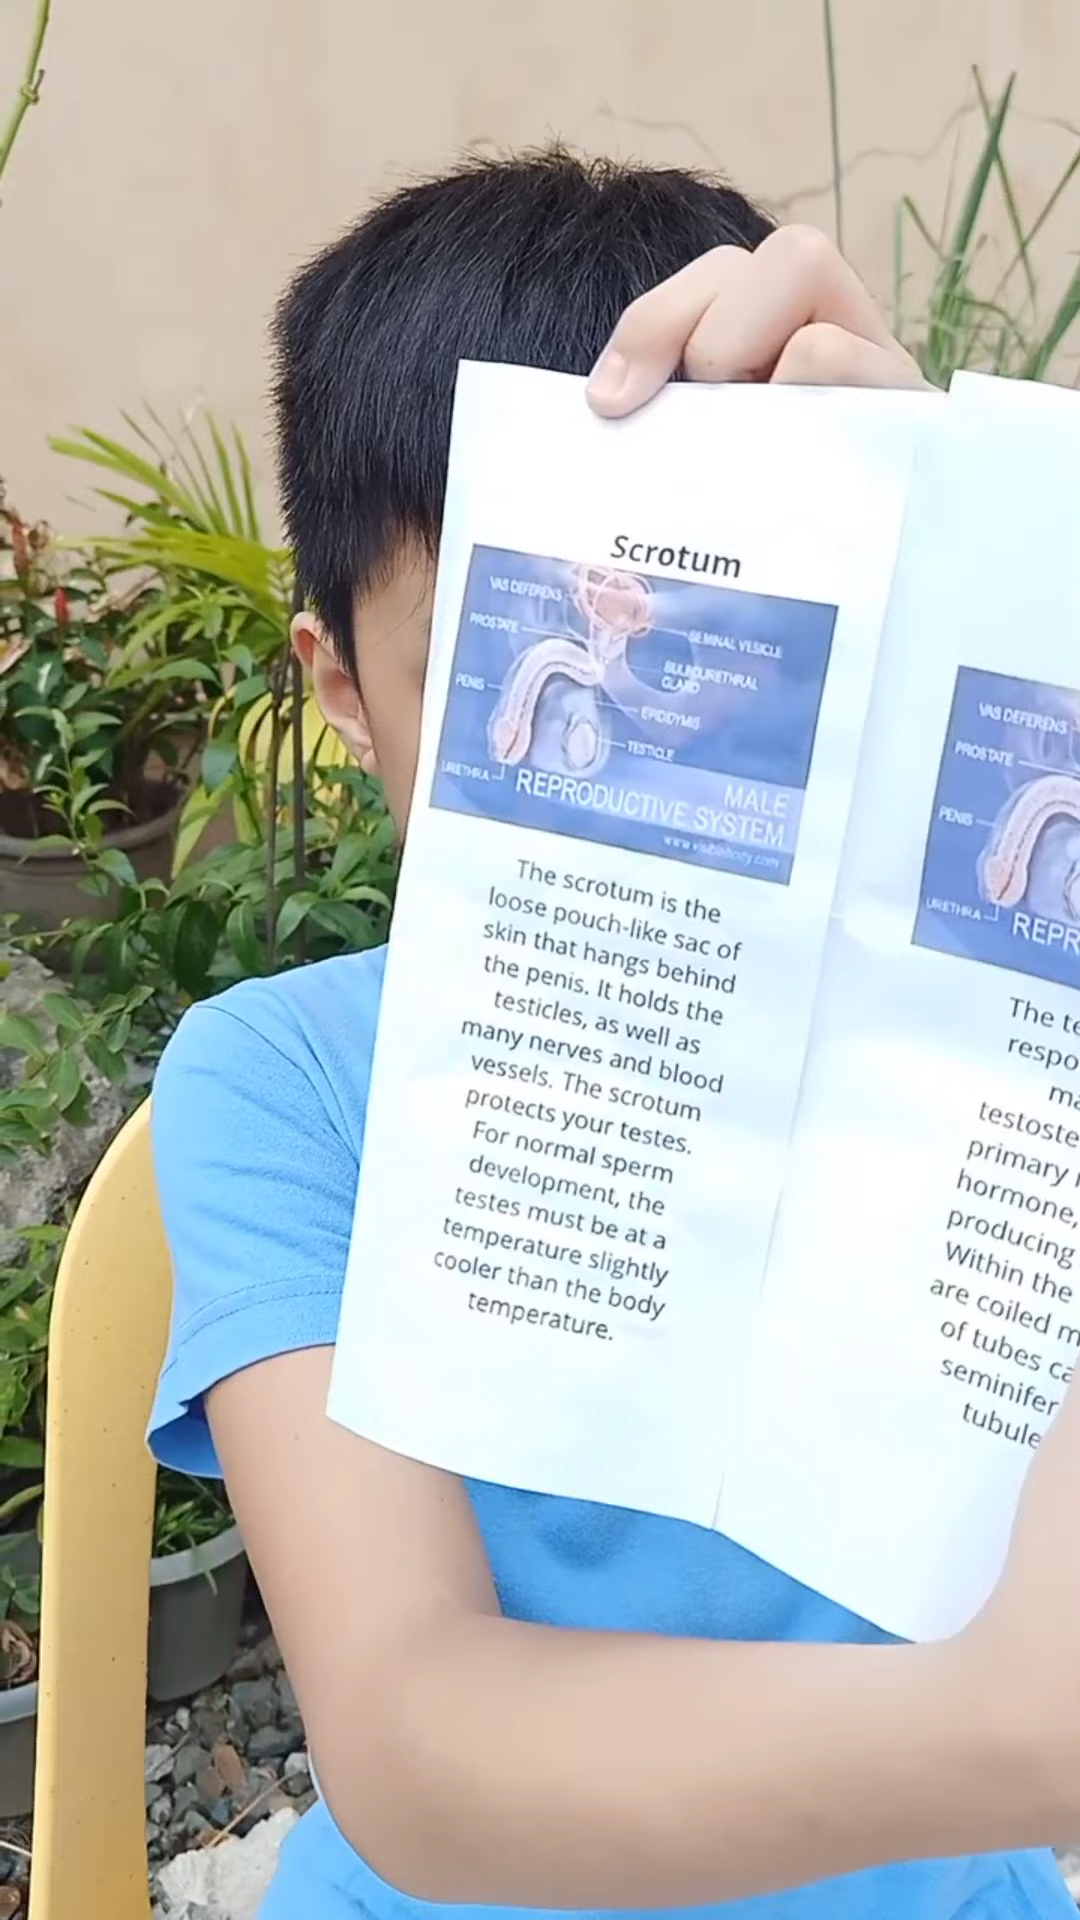 Scrotum
VAS DEFERENS
PROSTATE
PENIS
URETHRA
SEMINAL VESICLE
BULBOURETHRAL
GLAND
EPIDIDYMIS
TESTICLE
MALE
REPRODUCTIVE SYSTEM
www.visiblebody.com
The scrotum is the
loose pouch-like sac of
skin that hangs behind
the penis. It holds the
testicles, as well as
many nerves and blood
vessels. The scrotum
protects your testes.
For normal sperm
development, the
testes must be at a
temperature slightly
cooler than the body
temperature.
VAS DEFERENS
PROSTATE
PENIS
URETHRA
REPR
The te
respo
ma
testoste
primary
hormone,
producing
Within the
are coiled m
of tubes ca
seminifer
tubule